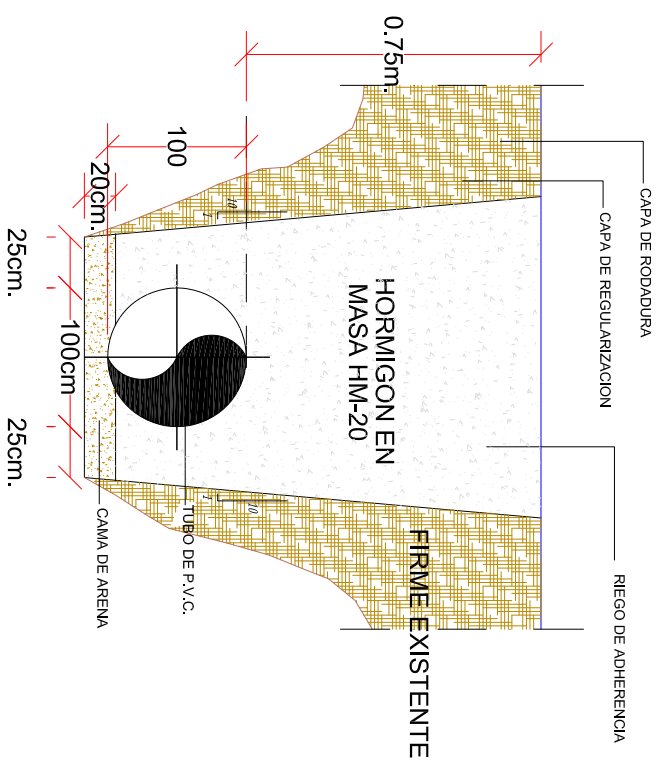 CAPA DE RODADURA
CAPA DE REGULARIZACION
RIEGO DE ADHERENCIA
0.75m.
HORMIGON EN
MASA HM-20
FIRME EXISTENTE
10
1
10
1
100
20cm.
TUBO DE P.V.C.
CAMA DE ARENA
25cm.
100cm
25cm.